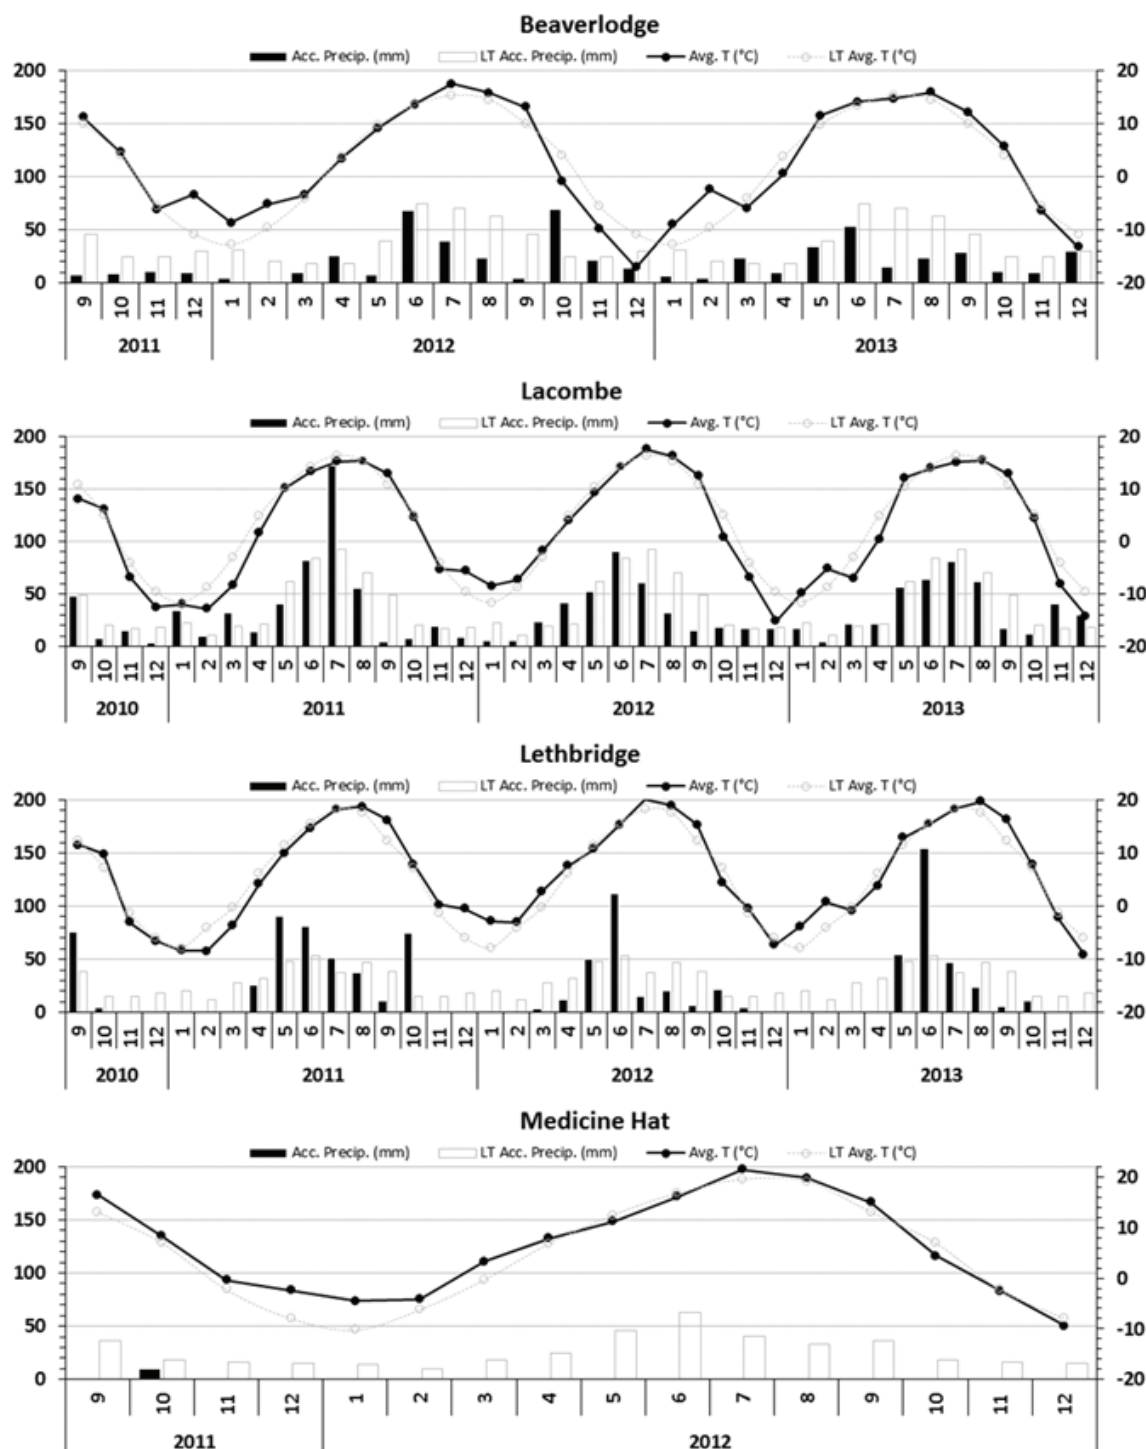 Beaverlodge
Acc. Precip. (mm) LT Acc. Precip. (mm) Avg. T (°C) LT Avg. T (°C)
200 20
150 10
100 0
50 -10
0 -20
9 10 11 12 1 2 3 4 5 6 7 8 9 10 11 12 1 2 3 4 5 6 7 8 9 10 11 12
2011 2012 2013
Lacombe
Acc. Precip. (mm) LT Acc. Precip. (mm) Avg. T (°C) LT Avg. T (°C)
200 20
150 10
100 0
50 -10
0 -20
9 10 11 12 1 2 3 4 5 6 7 8 9 10 11 12 1 2 3 4 5 6 7 8 9 10 11 12 1 2 3 4 5 6 7 8 9 10 11 12
2010 2011 2012 2013
Lethbridge
Acc. Precip. (mm) LT Acc. Precip. (mm) Avg. T (°C) LT Avg. T (°C)
200 20
150 10
100 0
50 -10
0 -20
9 10 11 12 1 2 3 4 5 6 7 8 9 10 11 12 1 2 3 4 5 6 7 8 9 10 11 12 1 2 3 4 5 6 7 8 9 10 11 12
2010 2011 2012 2013
Medicine Hat
Acc. Precip. (mm) LT Acc. Precip. (mm) Avg. T (°C) LT Avg. T (°C)
200 20
150 10
100 0
50 -10
0 -20
9 10 11 12 1 2 3 4 5 6 7 8 9 10 11 12
2011 2012